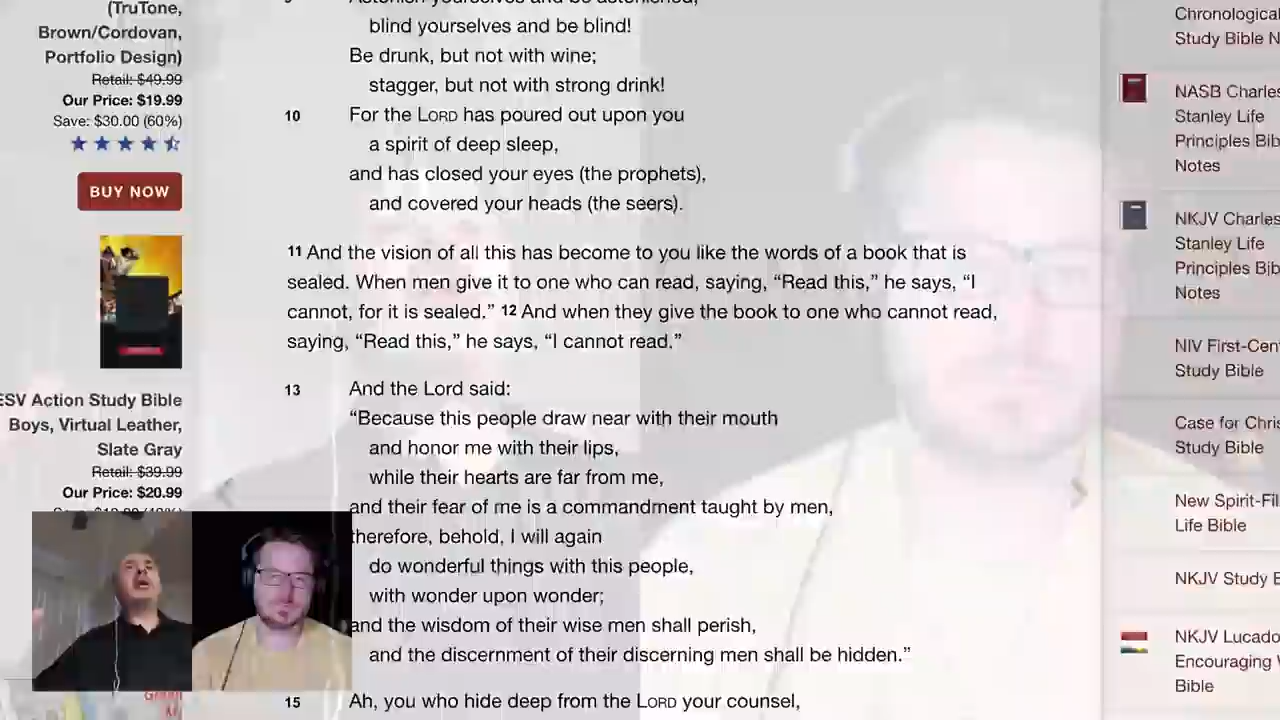 (TruTone,
Brown/Cordovan,
Portfolio Design)
Retail: $49.99
Our Price: $19.99
Save: $30.00 (60%)
BUY NOW
ESV Action Study Bible
Boys, Virtual Leather,
Slate Gray
Retail: $39.99
Our Price: $20.99
blind yourselves and be blind!
Be drunk, but not with wine;
stagger, but not with strong drink!
10 For the LORD has poured out upon you
a spirit of deep sleep,
and has closed your eyes (the prophets),
and covered your heads (the seers).
11 And the vision of all this has become to you like the words of a book that is
sealed. When men give it to one who can read, saying, “Read this,” he says, “I
cannot, for it is sealed.” 12 And when they give the book to one who cannot read,
saying, “Read this,” he says, “I cannot read.”
13 And the Lord said:
“Because this people draw near with their mouth
and honor me with their lips,
while their hearts are far from me,
and their fear of me is a commandment taught by men,
therefore, behold, I will again
do wonderful things with this people,
with wonder upon wonder;
and the wisdom of their wise men shall perish,
and the discernment of their discerning men shall be hidden.”
15 Ah, you who hide deep from the LORD your counsel,
Chronological
Study Bible N
NASB Charles
Stanley Life
Principles Bib
Notes
NKJV Charles
Stanley Life
Principles Bib
Notes
NIV First-Cent
Study Bible
Case for Chris
Study Bible
New Spirit-Fil
Life Bible
NKJV Study B
NKJV Lucado
Encouraging W
Bible